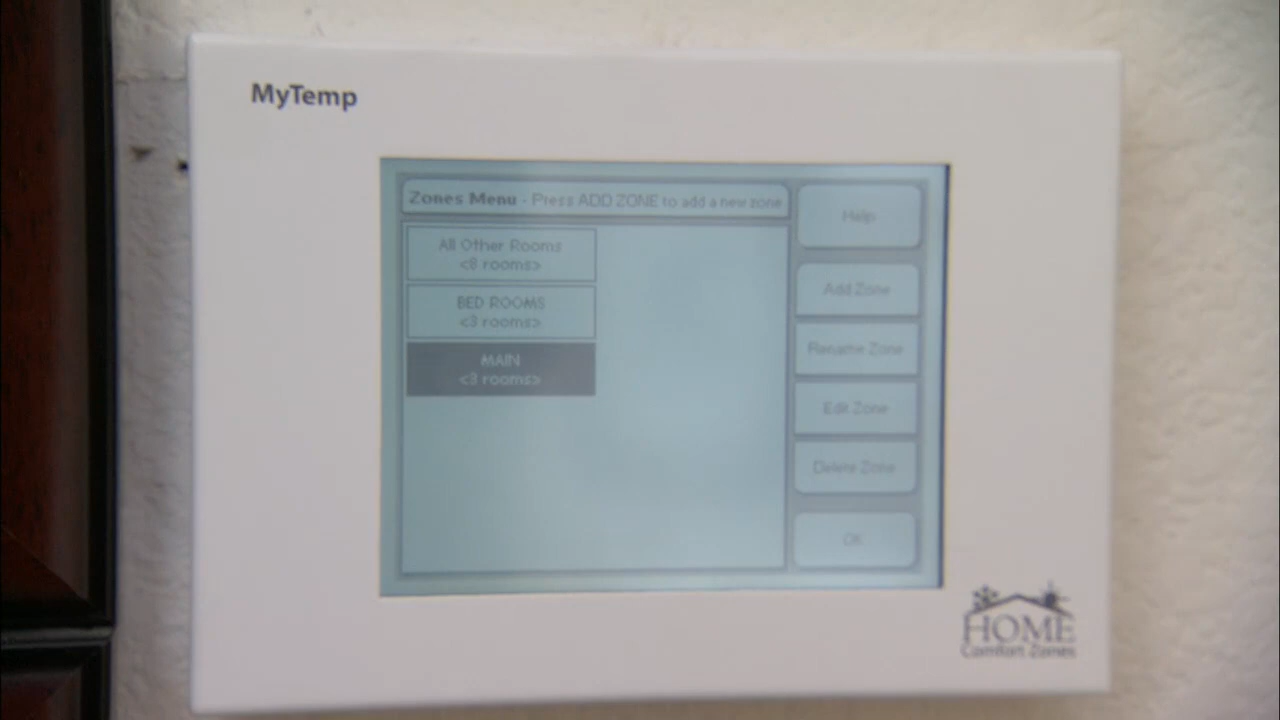 MyTemp
Zones Menu - Press ADD ZONE to add a new zone
Help
All Other Rooms
<8 rooms>
BED ROOMS
<3 rooms>
MAIN
<3 rooms>
Add Zone
Rename Zone
Edit Zone
Delete Zone
OK
HOME
Comfort Zones